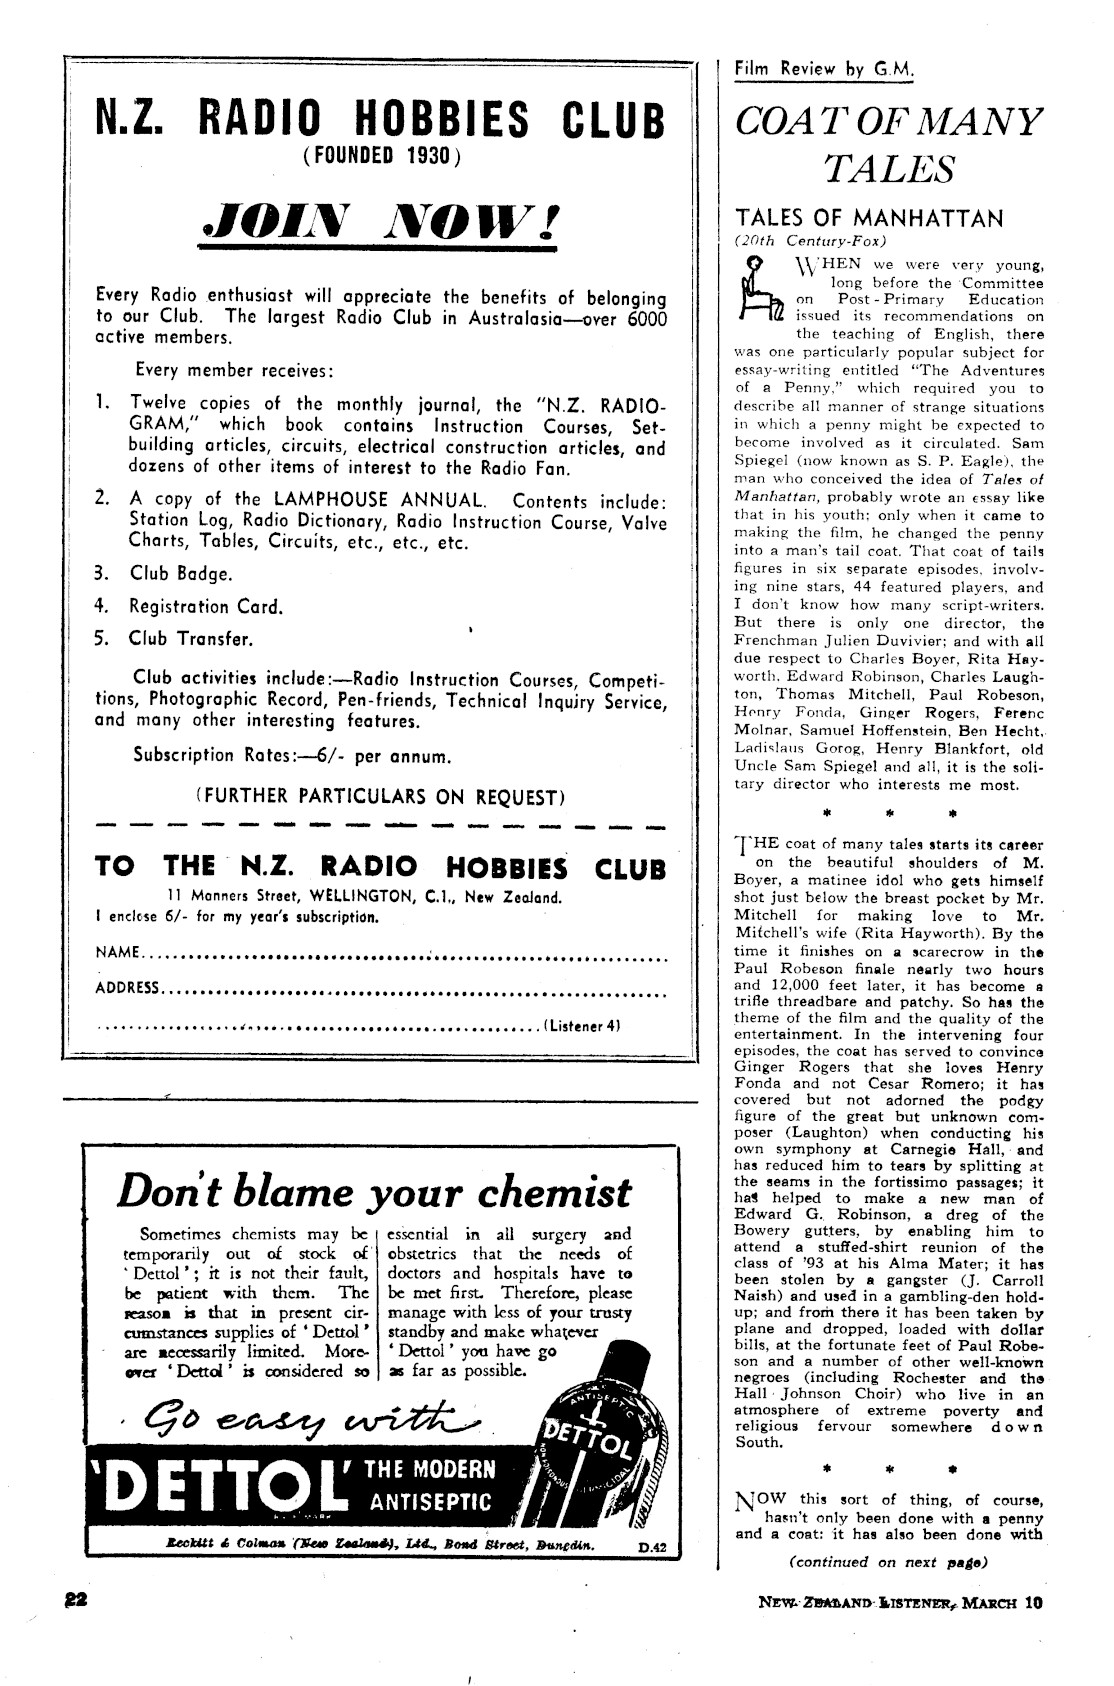 N.Z. RADIO HOBBIES CLUB
(FOUNDED 1930)
JOIN NOW!
Every Radio enthusiast will appreciate the benefits of belonging
to our Club. The largest Radio Club in Australasia—over 6000
active members.
Every member receives:
1. Twelve copies of the monthly journal, the "N.Z. RADIO-
GRAM," which book contains Instruction Courses, Set-
building articles, circuits, electrical construction articles, and
dozens of other items of interest to the Radio Fan.
2. A copy of the LAMPHOUSE ANNUAL. Contents include:
Station Log, Radio Dictionary, Radio Instruction Course, Valve
Charts, Tables, Circuits, etc., etc., etc.
3. Club Badge.
4. Registration Card.
5. Club Transfer.
Club activities include:—Radio Instruction Courses, Competi-
tions, Photographic Record, Pen-friends, Technical Inquiry Service,
and many other interesting features.
Subscription Rates:—6/- per annum.
(FURTHER PARTICULARS ON REQUEST)
TO THE N.Z. RADIO HOBBIES CLUB
11 Manners Street, WELLINGTON, C.1., New Zealand.
I enclose 6/- for my year's subscription.
NAME
ADDRESS
(Listener 4)
Don't blame your chemist
Sometimes chemists may be
temporarily out of stock of
'Dettol'; it is not their fault,
be patient with them. The
reason is that in present cir-
cumstances supplies of 'Dettol'
are necessarily limited. More-
over 'Dettol' is considered so
essential in all surgery and
obstetrics that the needs of
doctors and hospitals have to
be met first. Therefore, please
manage with less of your trusty
standby and make whatever
'Dettol' you have go
as far as possible.
Go easy with
'DETTOL' THE MODERN
ANTISEPTIC
ANTISEPTIC
DETTOL
Reckitt & Colman (New Zealand), Ltd., Bond Street, Dunedin. D.42
Film Review by G.M.
COAT OF MANY
TALES
TALES OF MANHATTAN
(20th Century-Fox)
WHEN we were very young,
long before the Committee
on Post-Primary Education
issued its recommendations on
the teaching of English, there
was one particularly popular subject for
essay-writing entitled "The Adventures
of a Penny," which required you to
describe all manner of strange situations
in which a penny might be expected to
become involved as it circulated. Sam
Spiegel (now known as S. P. Eagle), the
man who conceived the idea of Tales of
Manhattan, probably wrote an essay like
that in his youth; only when it came to
making the film, he changed the penny
into a man's tail coat. That coat of tails
figures in six separate episodes, involv-
ing nine stars, 44 featured players, and
I don't know how many script-writers.
But there is only one director, the
Frenchman Julien Duvivier; and with all
due respect to Charles Boyer, Rita Hay-
worth, Edward Robinson, Charles Laugh-
ton, Thomas Mitchell, Paul Robeson,
Henry Fonda, Ginger Rogers, Ferenc
Molnar, Samuel Hoffenstein, Ben Hecht,
Ladislaus Gorog, Henry Blankfort, old
Uncle Sam Spiegel and all, it is the soli-
tary director who interests me most.
* * *
THE coat of many tales starts its career
on the beautiful shoulders of M.
Boyer, a matinee idol who gets himself
shot just below the breast pocket by Mr.
Mitchell for making love to Mr.
Mitchell's wife (Rita Hayworth). By the
time it finishes on a scarecrow in the
Paul Robeson finale nearly two hours
and 12,000 feet later, it has become a
trifle threadbare and patchy. So has the
theme of the film and the quality of the
entertainment. In the intervening four
episodes, the coat has served to convince
Ginger Rogers that she loves Henry
Fonda and not Cesar Romero; it has
covered but not adorned the podgy
figure of the great but unknown com-
poser (Laughton) when conducting his
own symphony at Carnegie Hall, and
has reduced him to tears by splitting at
the seams in the fortissimo passages; it
has helped to make a new man of
Edward G. Robinson, a dreg of the
Bowery gutters, by enabling him to
attend a stuffed-shirt reunion of the
class of '93 at his Alma Mater; it has
been stolen by a gangster (J. Carroll
Naish) and used in a gambling-den hold-
up; and from there it has been taken by
plane and dropped, loaded with dollar
bills, at the fortunate feet of Paul Robe-
son and a number of other well-known
negroes (including Rochester and the
Hall Johnson Choir) who live in an
atmosphere of extreme poverty and
religious fervour somewhere down
South.
* * *
NOW this sort of thing, of course,
hasn't only been done with a penny
and a coat: it has also been done with
(continued on next page)
22
NEW ZEALAND LISTENER, MARCH 10